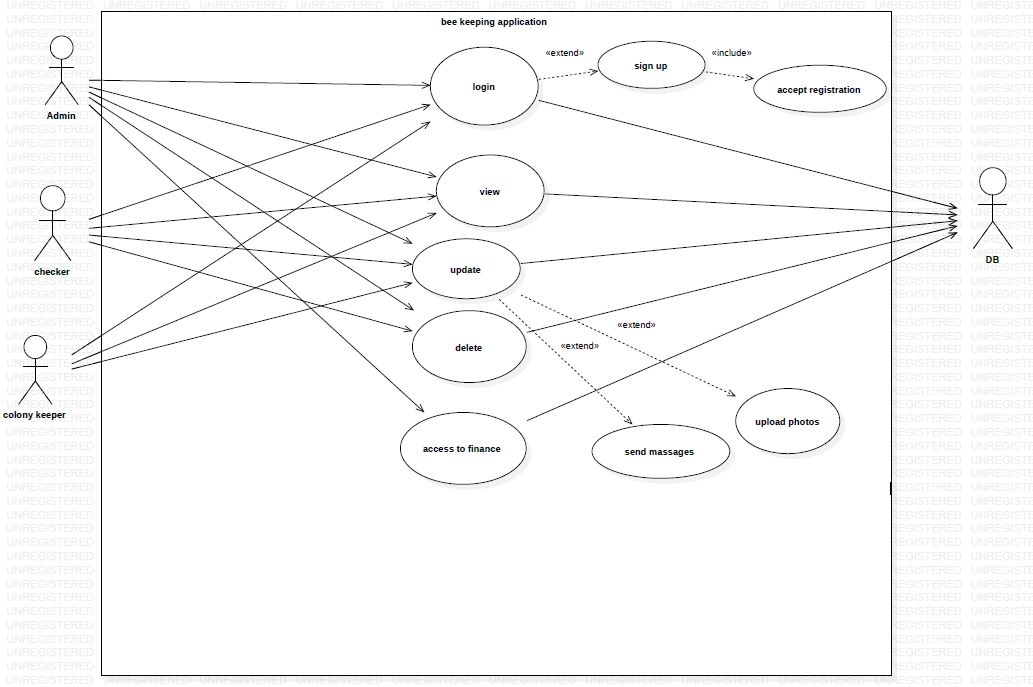 bee keeping application
Admin
checker
colony keeper
DB
login
«extend»
sign up
«include»
accept registration
view
update
«extend»
«extend»
delete
upload photos
access to finance
send massages
UNREGISTERED